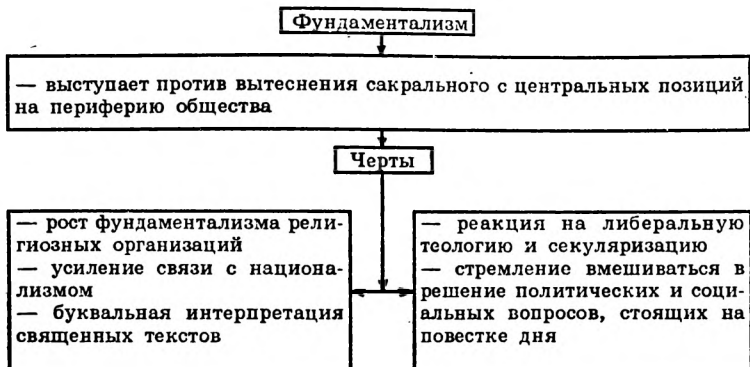 Фундаментализм
— выступает против вытеснения сакрального с центральных позиций
на периферию общества
Черты
— рост фундаментализма рели-
гиозных организаций
— усиление связи с национа-
лизмом
— буквальная интерпретация
священных текстов
— реакция на либеральную
теологию и секуляризацию
— стремление вмешиваться в
решение политических и соци-
альных вопросов, стоящих на
повестке дня